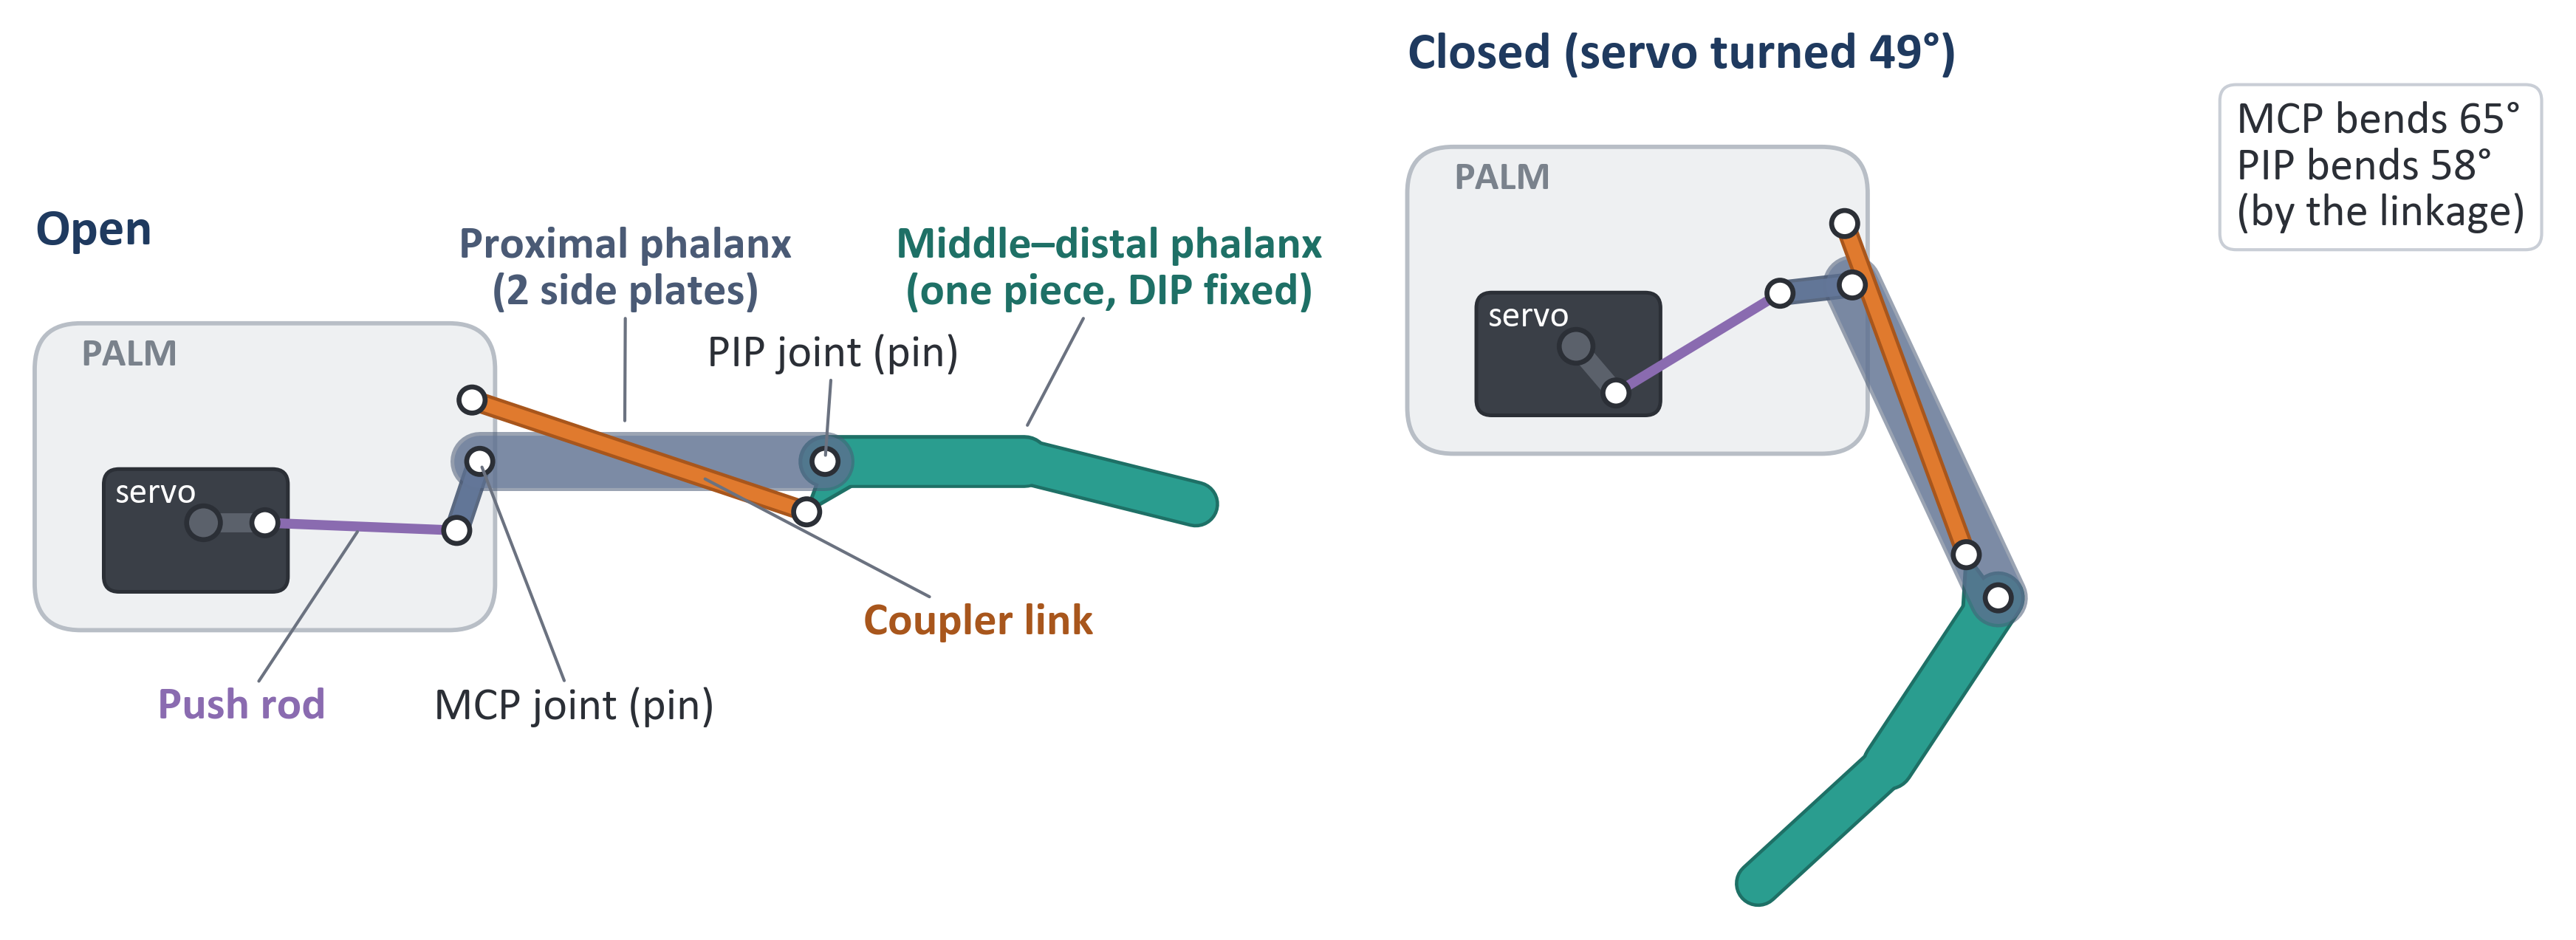 Open
PALM
servo
Proximal phalanx
(2 side plates)
Middle–distal phalanx
(one piece, DIP fixed)
PIP joint (pin)
Coupler link
Push rod
MCP joint (pin)
Closed (servo turned 49°)
PALM
servo
MCP bends 65°
PIP bends 58°
(by the linkage)